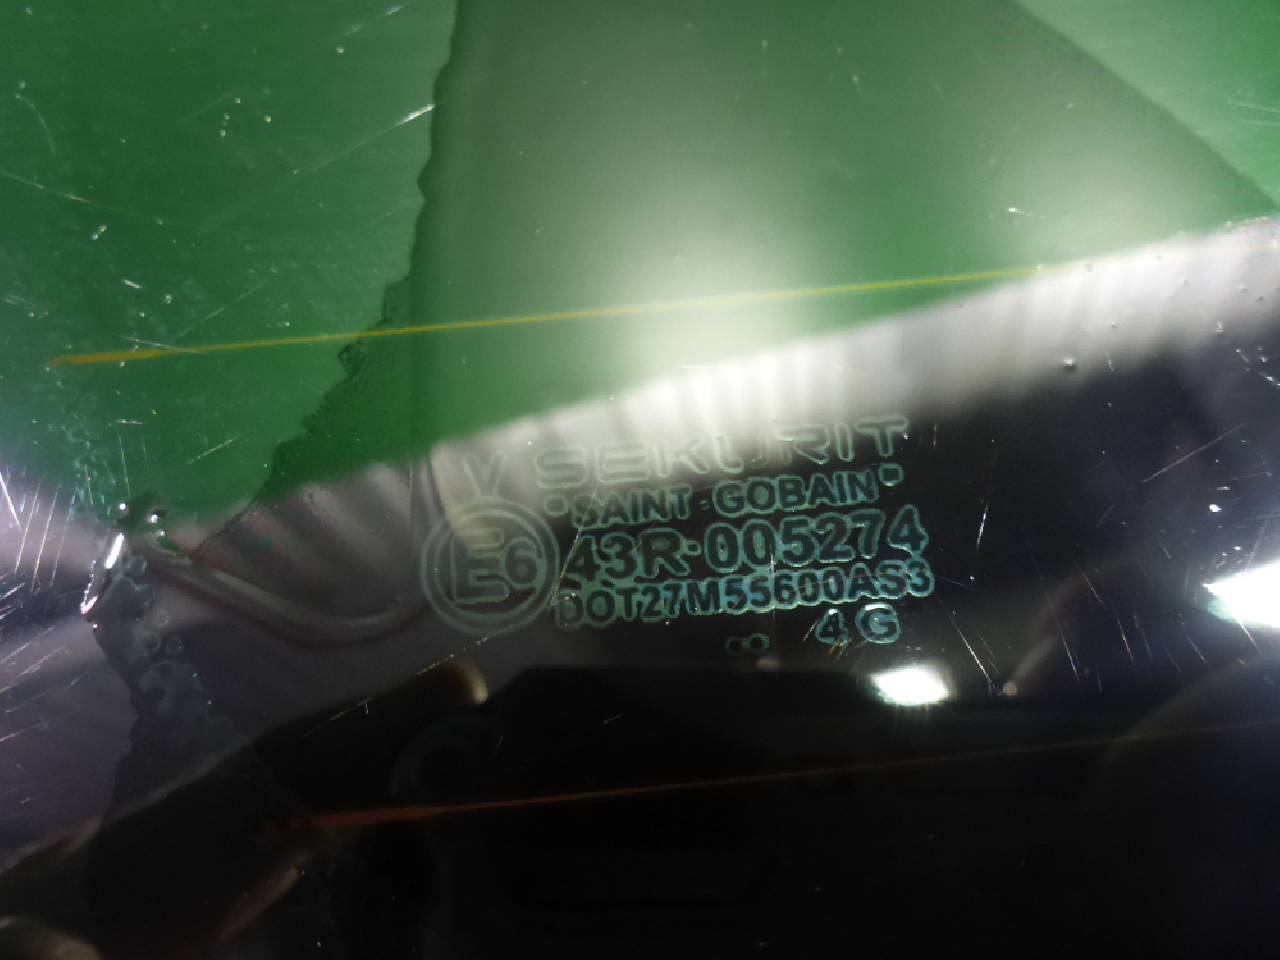 V SEKURIT
SAINT-GOBAIN
E6 43R-005274
DOT27M55600AS3
.. 4 G